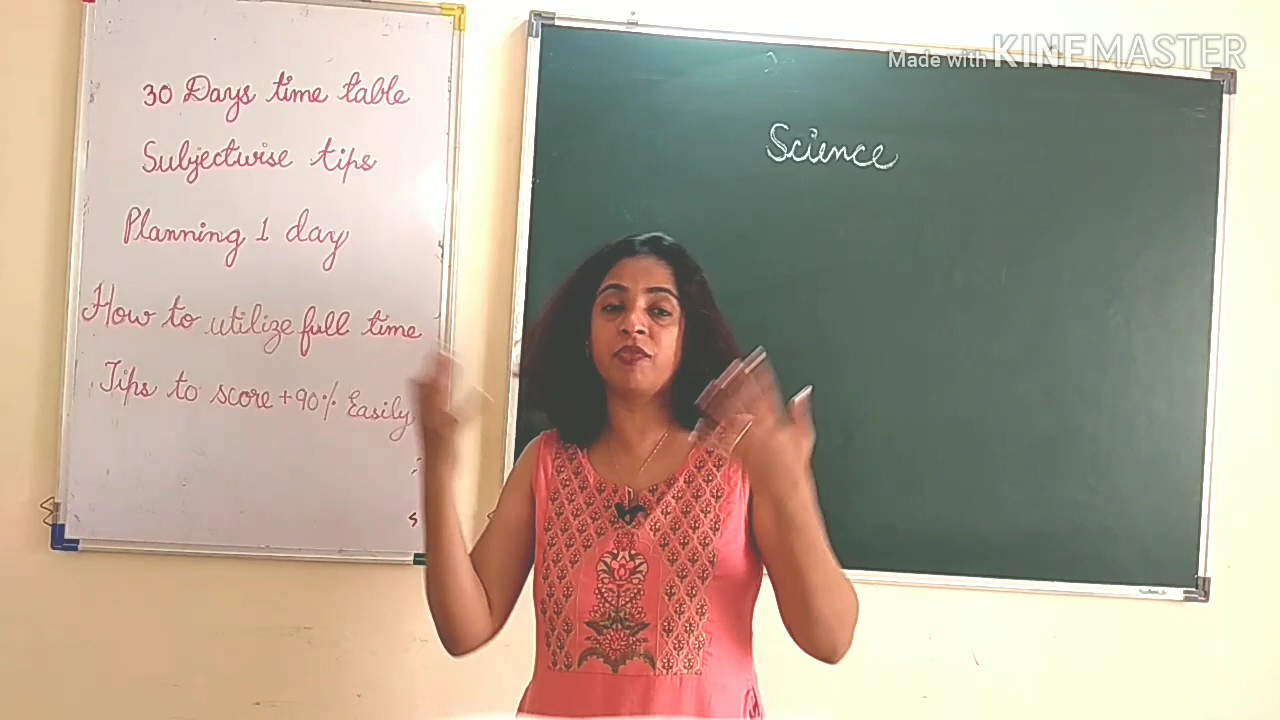 30 Days time table
Subjectwise tips
Planning 1 day
How to utilize full time
Tips to score +90% Easily
Made with KINEMASTER
Science